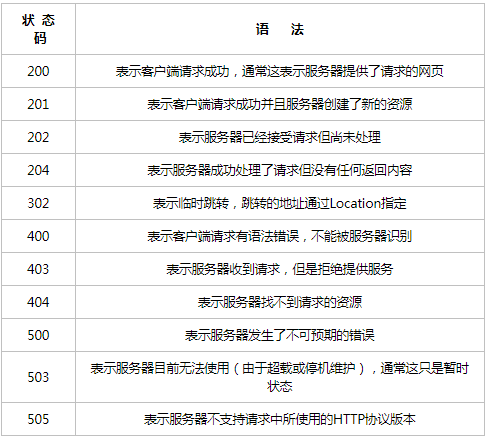 状 态 码 语 法
200 表示客户端请求成功，通常这表示服务器提供了请求的网页
201 表示客户端请求成功并且服务器创建了新的资源
202 表示服务器已经接受请求但尚未处理
204 表示服务器成功处理了请求但没有任何返回内容
302 表示临时跳转，跳转的地址通过Location指定
400 表示客户端请求有语法错误，不能被服务器识别
403 表示服务器收到请求，但是拒绝提供服务
404 表示服务器找不到请求的资源
500 表示服务器发生了不可预期的错误
503 表示服务器目前无法使用（由于超载或停机维护），通常这只是暂时
状态
505 表示服务器不支持请求中所使用的HTTP协议版本